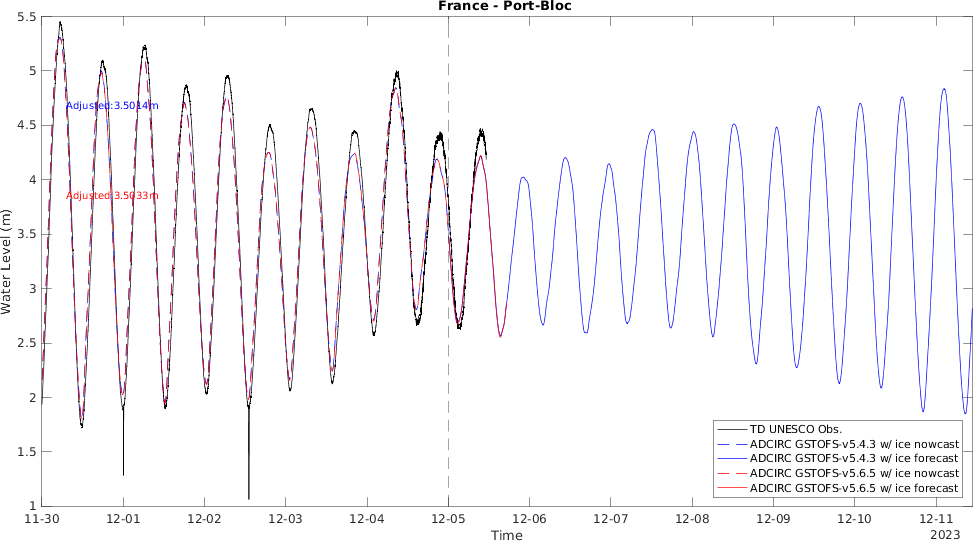 France - Port-Bloc
5.5
5
4.5
4
3.5
3
2.5
2
1.5
1
Water Level (m)
Adjusted:3.5014m
Adjusted:3.5033m
TD UNESCO Obs.
ADCIRC GSTOFS-v5.4.3 w/ ice nowcast
ADCIRC GSTOFS-v5.4.3 w/ ice forecast
ADCIRC GSTOFS-v5.6.5 w/ ice nowcast
ADCIRC GSTOFS-v5.6.5 w/ ice forecast
11-30 12-01 12-02 12-03 12-04 12-05 12-06 12-07 12-08 12-09 12-10 12-11
Time
2023